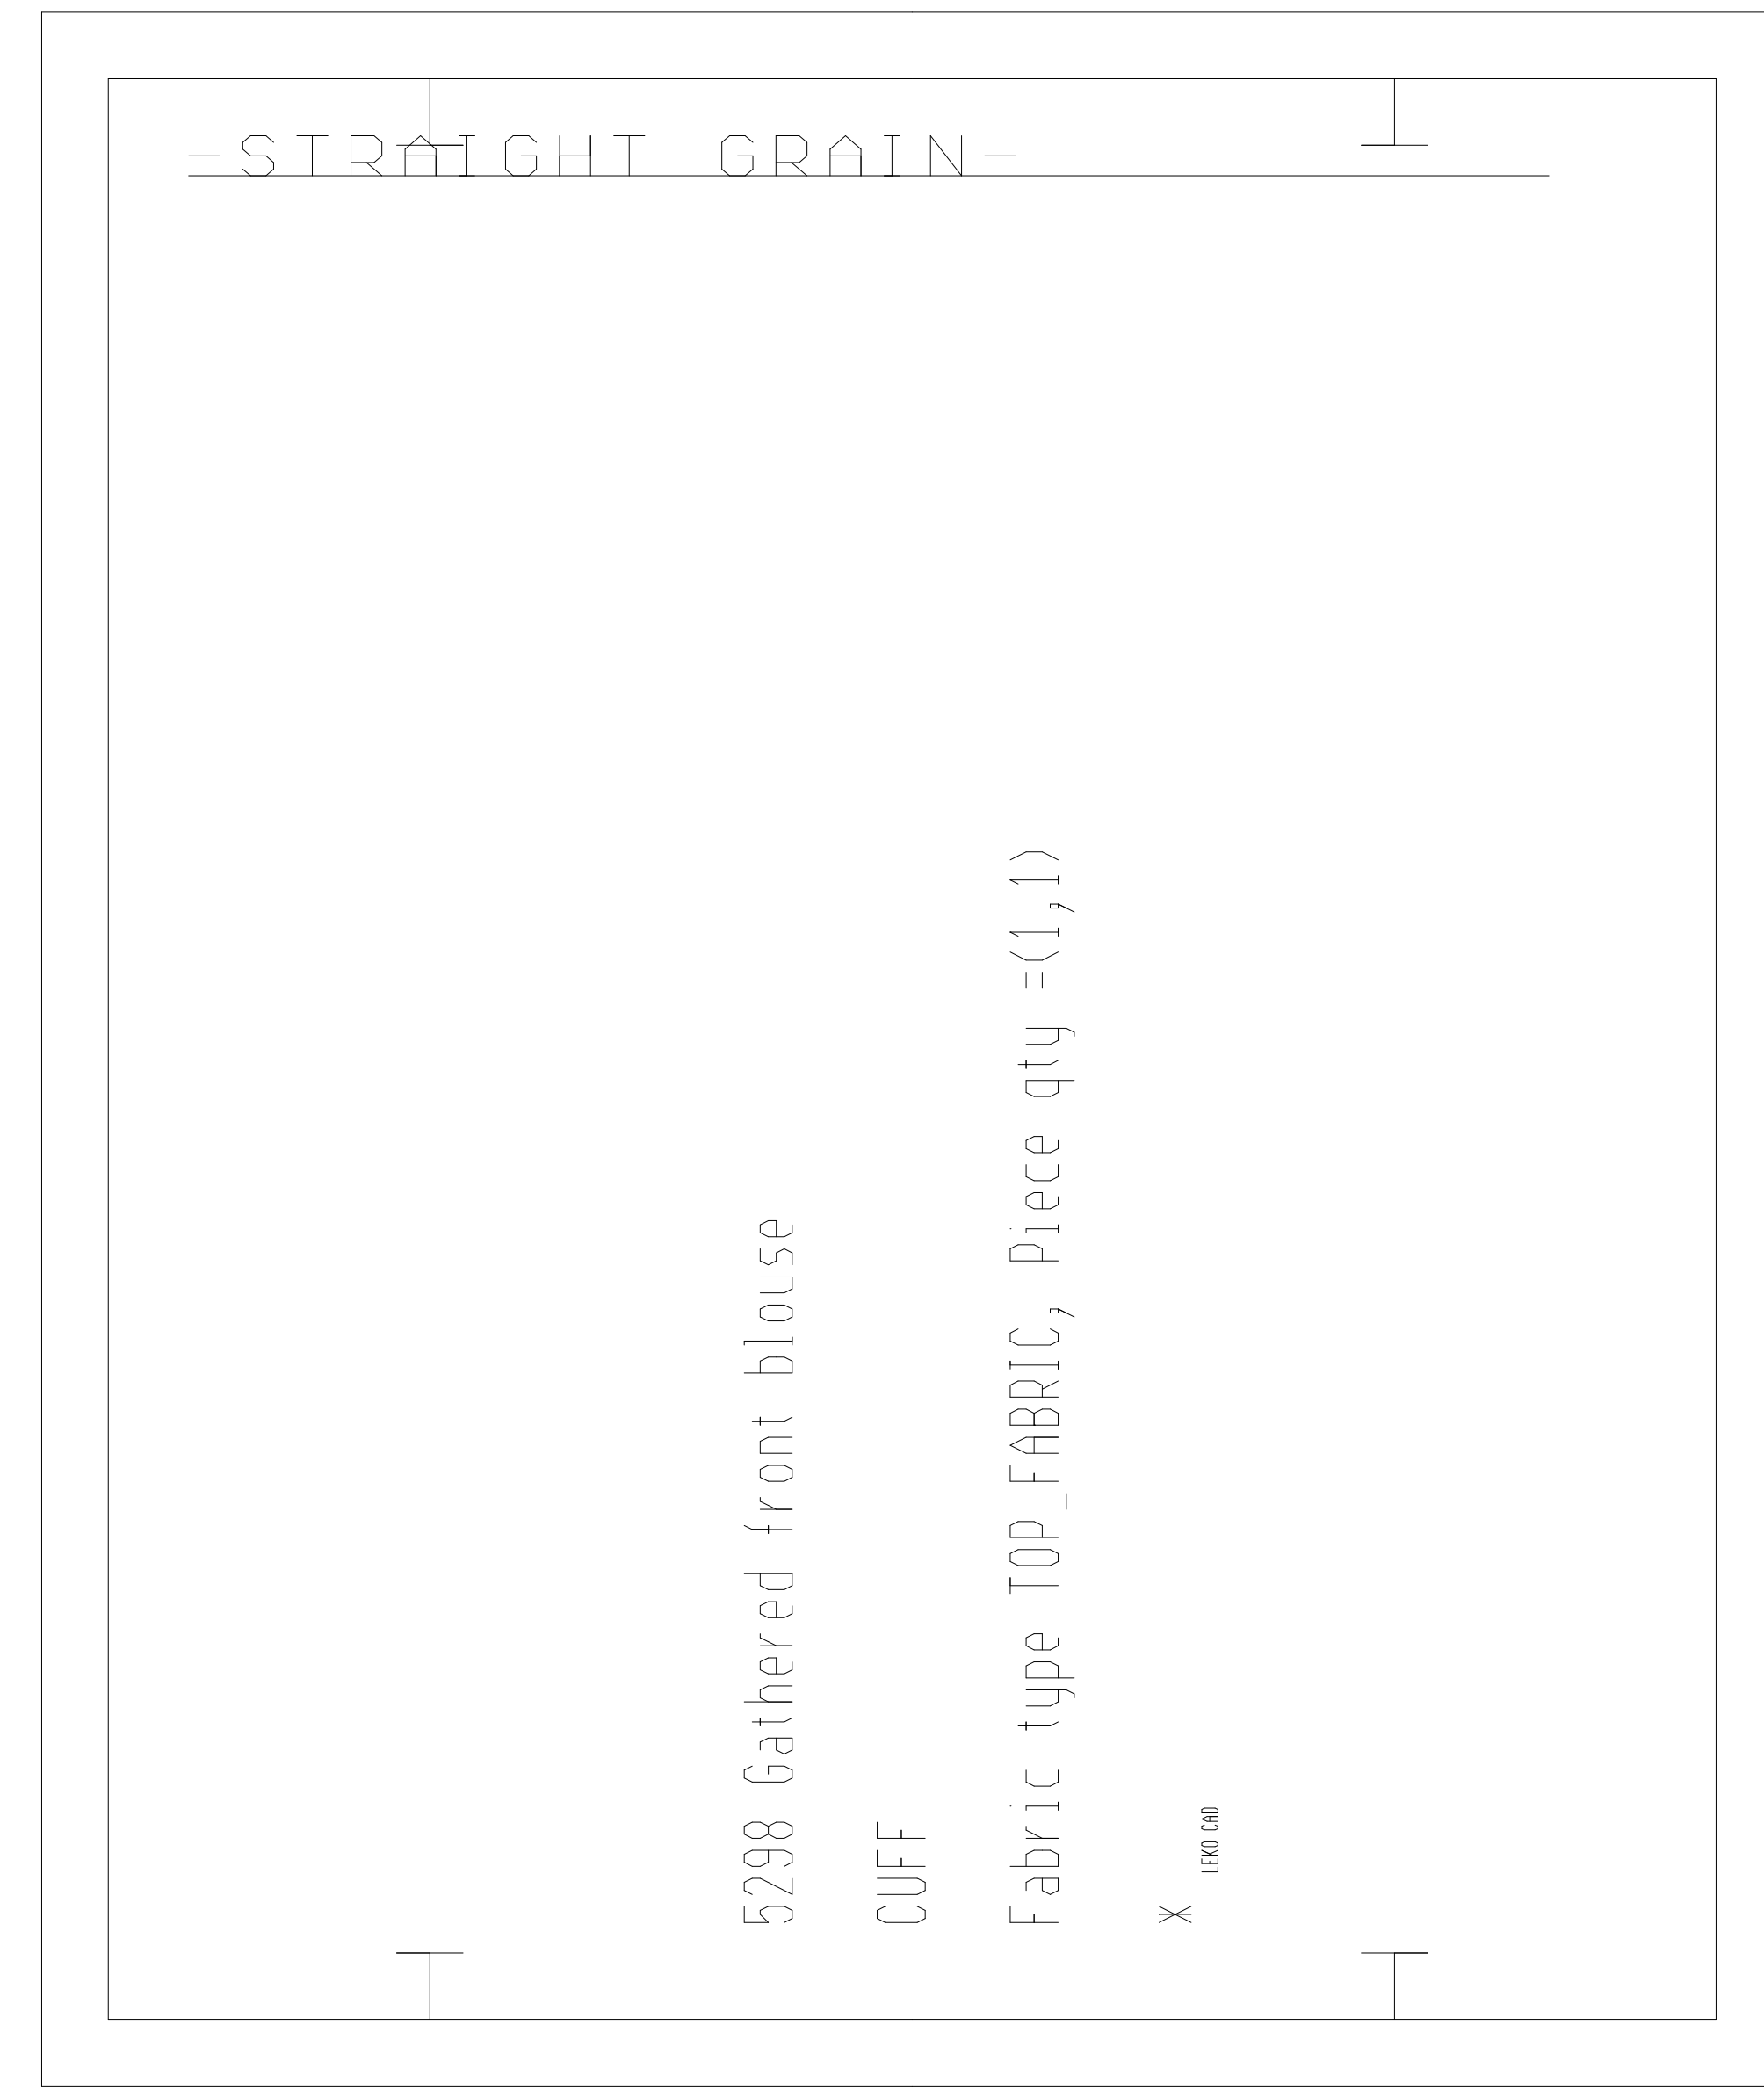 -STRAIGHT GRAIN-
5298 Gathered front blouse
CUFF
Fabric type TOP_FABRIC, Piece qty =(1,1)
*
LEKO CAD